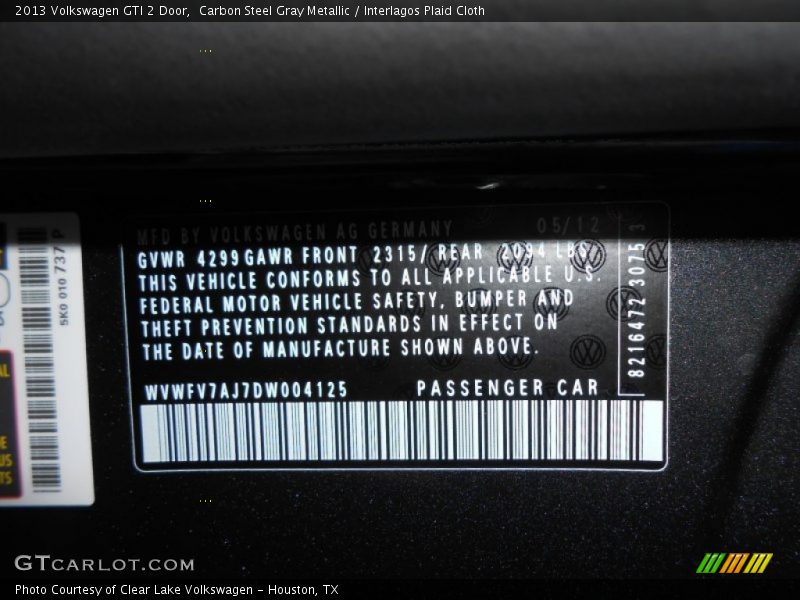 2013 Volkswagen GTI 2 Door,  Carbon Steel Gray Metallic / Interlagos Plaid Cloth
MFD BY VOLKSWAGEN AG GERMANY 05/12
GVWR 4299 GAWR FRONT 2315/ REAR 2094 LBS
THIS VEHICLE CONFORMS TO ALL APPLICABLE U.S.
FEDERAL MOTOR VEHICLE SAFETY, BUMPER AND
THEFT PREVENTION STANDARDS IN EFFECT ON
THE DATE OF MANUFACTURE SHOWN ABOVE.
WVWFV7AJ7DW004125 PASSENGER CAR
8216472 3075 3
5K0 010 737 P
GTCARLOT.COM
Photo Courtesy of Clear Lake Volkswagen - Houston, TX